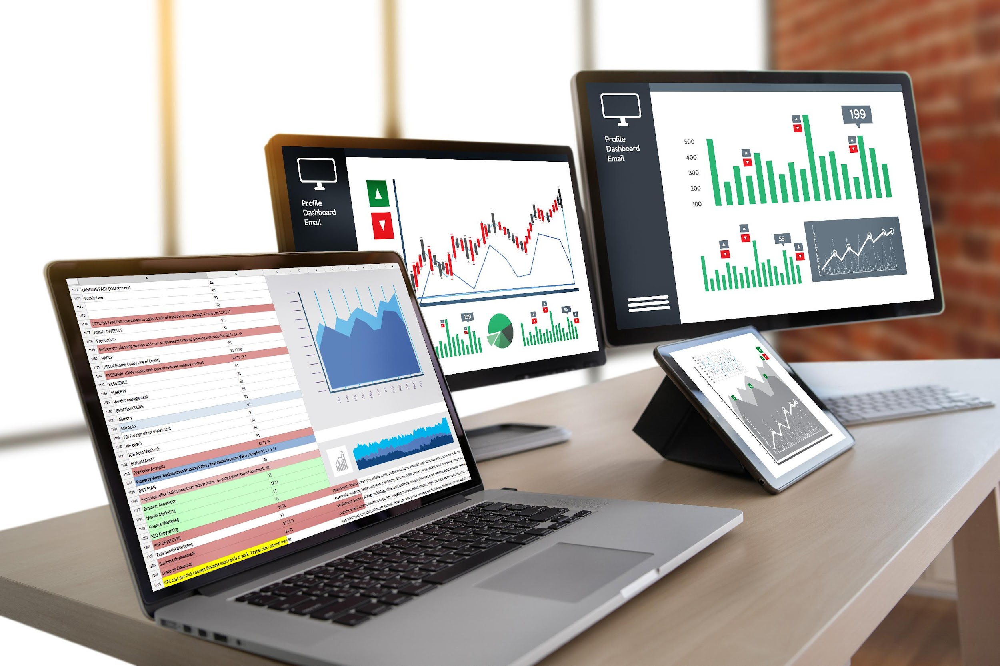 A B C D E F G H I J
1172 LANDING PAGE (SEO concept) B1
1173 Family Law B1
1174 B1
1175 B1
1176 OPTIONS TRADING investment in option trade of trader Business concept ,Online Sto 1.1(1) 17
1177 ANGEL INVESTOR B1
1178 Productivity B1
1179 Retirement planning woman and man at retirement financial planning with consultar B1 T1 14, 18
1180 HACCP B1
1181 HELOC(Home Equity Line of Credit) B1 17 18
1182 PERSONAL LOAN money with bank employees approve contract B1 T1 13 4
1183 RESILIENCE B1
1184 PUBERTY B1
1185 Vendor management B1
1186 BENCHMARKING B1
1187 Alimony B1
1188 Estrogen D1
1189 FDI Foreign direct investment B1
1190 life coach B1
1191 JOB Auto Mechanic B1
1192 BONDMARKET B1
1193 Predictive Analytics B1 T1 14
1194 Property Value, Businessman Property Value , Real estate Property Value , How Mu B1 1.1/1 17
1195 DIET PLAN B1
1196 Paperless office fool businessman with archives , pushing a giant stack of documents B1
1197 Business Reputation T1
1198 Mobile Marketing 12 11
1199 Finance Marketing T1
1200 SEO Copywriting T1
1201 PHP DEVELOPER B1 T1
1202 Experiential Marketing B1
1203 Business development B1 T1 11
1204 Customs Clearance B1 T1
1205 CPC cost per click concept Business team hands at work , Pay per click - Internet mark B1
Jan Feb Mar Apr May Jun Jul Aug Sep Oct Nov Dec
development, developer, web, php, website, coding, programming, laptop, computer, application, javascript, programmer, code, site,
experiential, marketing, background, concept, technology, business, digital, network, media, content, social, networking, white, hand,
development, business, strategy, technology, office, team, leadership, concept, discussion, group, planning, digital, corporate, teamwork
customs, broker, custom, clearance, cargo, duty, smuggling, business, import, product, freight, tax, entry, export, bookshelf, invoice,
cpc, advertising, cost, click, online, per concept, digital, ppc, web, service, network, search, business, marketing, internet, website,
Profile
Dashboard
Email
199
55
Profile
Dashboard
Email
199
500
400
300
200
100
55